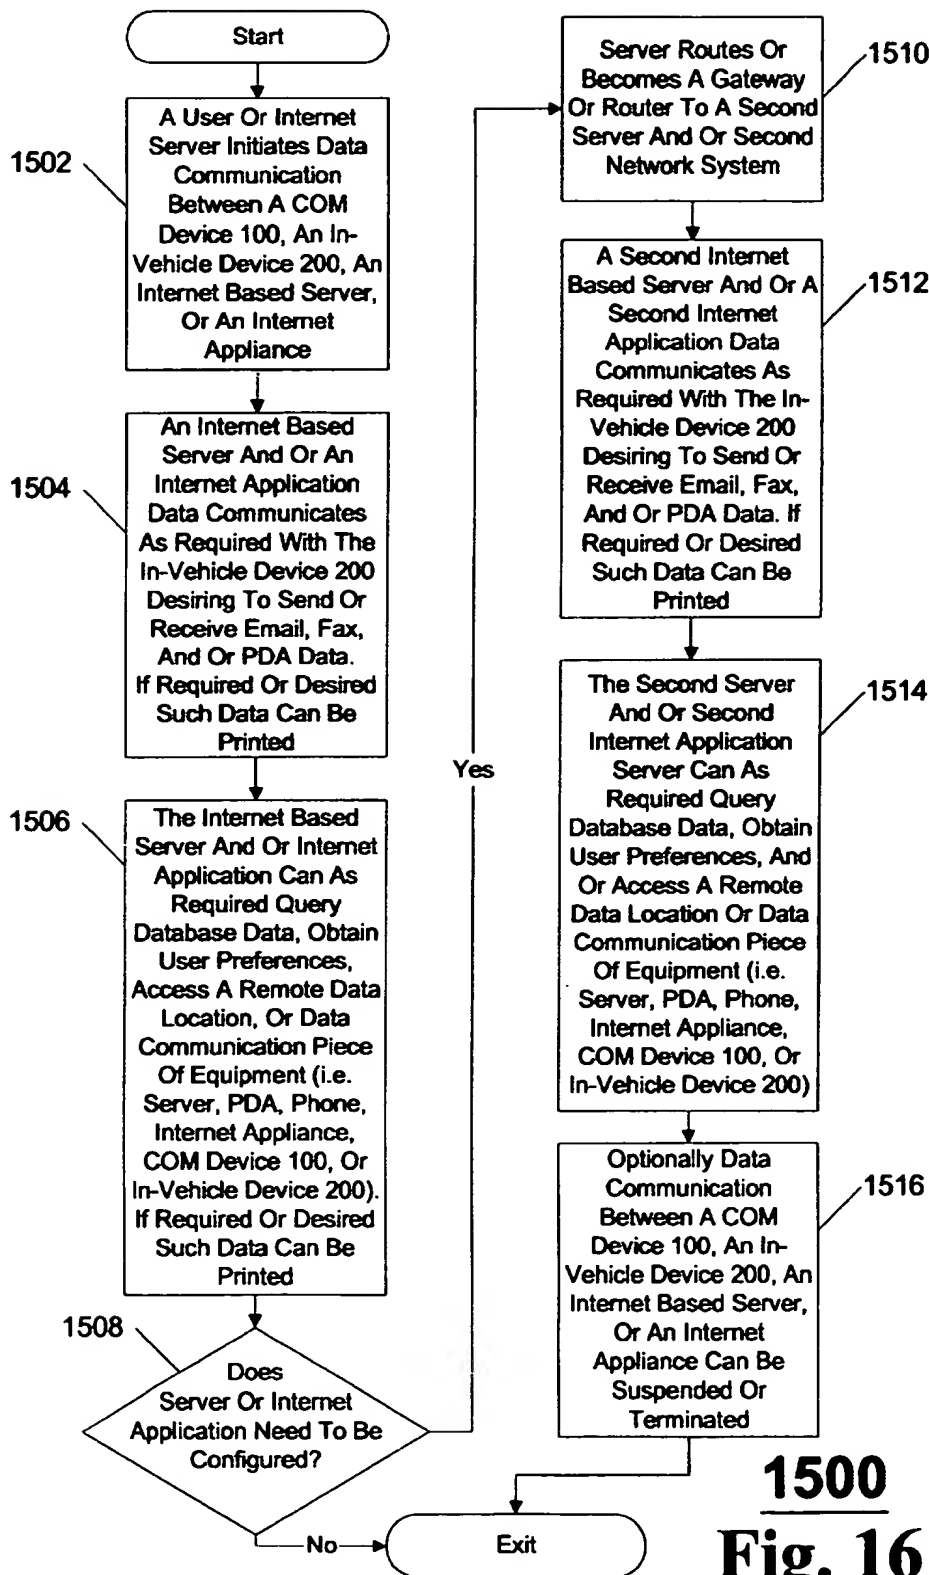 Start
1502
A User Or Internet
Server Initiates Data
Communication
Between A COM
Device 100, An In-
Vehicle Device 200, An
Internet Based Server,
Or An Internet
Appliance
1504
An Internet Based
Server And Or An
Internet Application
Data Communicates
As Required With The
In-Vehicle Device 200
Desiring To Send Or
Receive Email, Fax,
And Or PDA Data.
If Required Or Desired
Such Data Can Be
Printed
1506
The Internet Based
Server And Or Internet
Application Can As
Required Query
Database Data, Obtain
User Preferences,
Access A Remote Data
Location, Or Data
Communication Piece
Of Equipment (i.e.
Server, PDA, Phone,
Internet Appliance,
COM Device 100, Or
In-Vehicle Device 200).
If Required Or Desired
Such Data Can Be
Printed
1508
Does
Server Or Internet
Application Need To Be
Configured?
No
Yes
Server Routes Or
Becomes A Gateway
Or Router To A Second
Server And Or Second
Network System
1510
A Second Internet
Based Server And Or A
Second Internet
Application Data
Communicates As
Required With The In-
Vehicle Device 200
Desiring To Send Or
Receive Email, Fax,
And Or PDA Data. If
Required Or Desired
Such Data Can Be
Printed
1512
The Second Server
And Or Second
Internet Application
Server Can As
Required Query
Database Data, Obtain
User Preferences, And
Or Access A Remote
Data Location Or Data
Communication Piece
Of Equipment (i.e.
Server, PDA, Phone,
Internet Appliance,
COM Device 100, Or
In-Vehicle Device 200)
1514
Optionally Data
Communication
Between A COM
Device 100, An In-
Vehicle Device 200, An
Internet Based Server,
Or An Internet
Appliance Can Be
Suspended Or
Terminated
1516
Exit
1500
Fig. 16